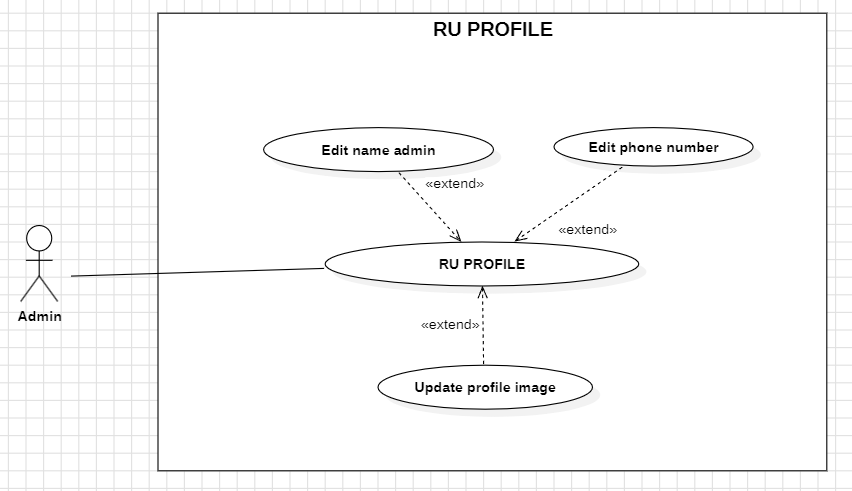 RU PROFILE
Edit name admin
Edit phone number
«extend»
«extend»
RU PROFILE
Admin
«extend»
Update profile image